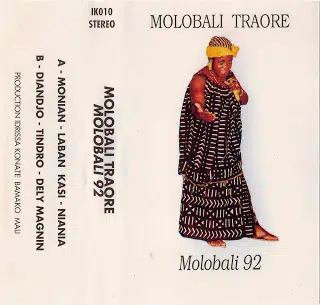 IK010
STEREO
A - MONIAN - LABAN KASI - NIANIA
B - DIANDJO - TINDRO - DELY MAGNIN
PRODUCTION IDRISSA KONATE BAMAKO MALI
MOLOBALI TRAORE
MOLOBALI 92
MOLOBALI TRAORE
Molobali 92